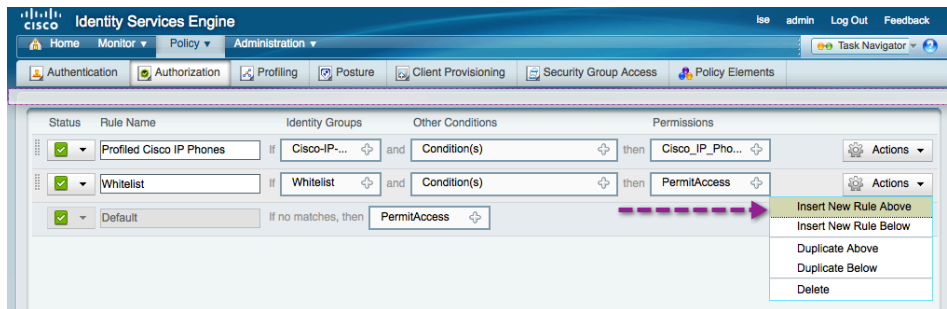 cisco Identity Services Engine ise admin Log Out Feedback
Home Monitor Policy Administration Task Navigator ?
Authentication Authorization Profiling Posture Client Provisioning Security Group Access Policy Elements
Status Rule Name Identity Groups Other Conditions Permissions
Profiled Cisco IP Phones If Cisco-IP-... and Condition(s) then Cisco_IP_Pho... Actions
Whitelist If Whitelist and Condition(s) then PermitAccess Actions
Default If no matches, then PermitAccess Insert New Rule Above
Insert New Rule Below
Duplicate Above
Duplicate Below
Delete